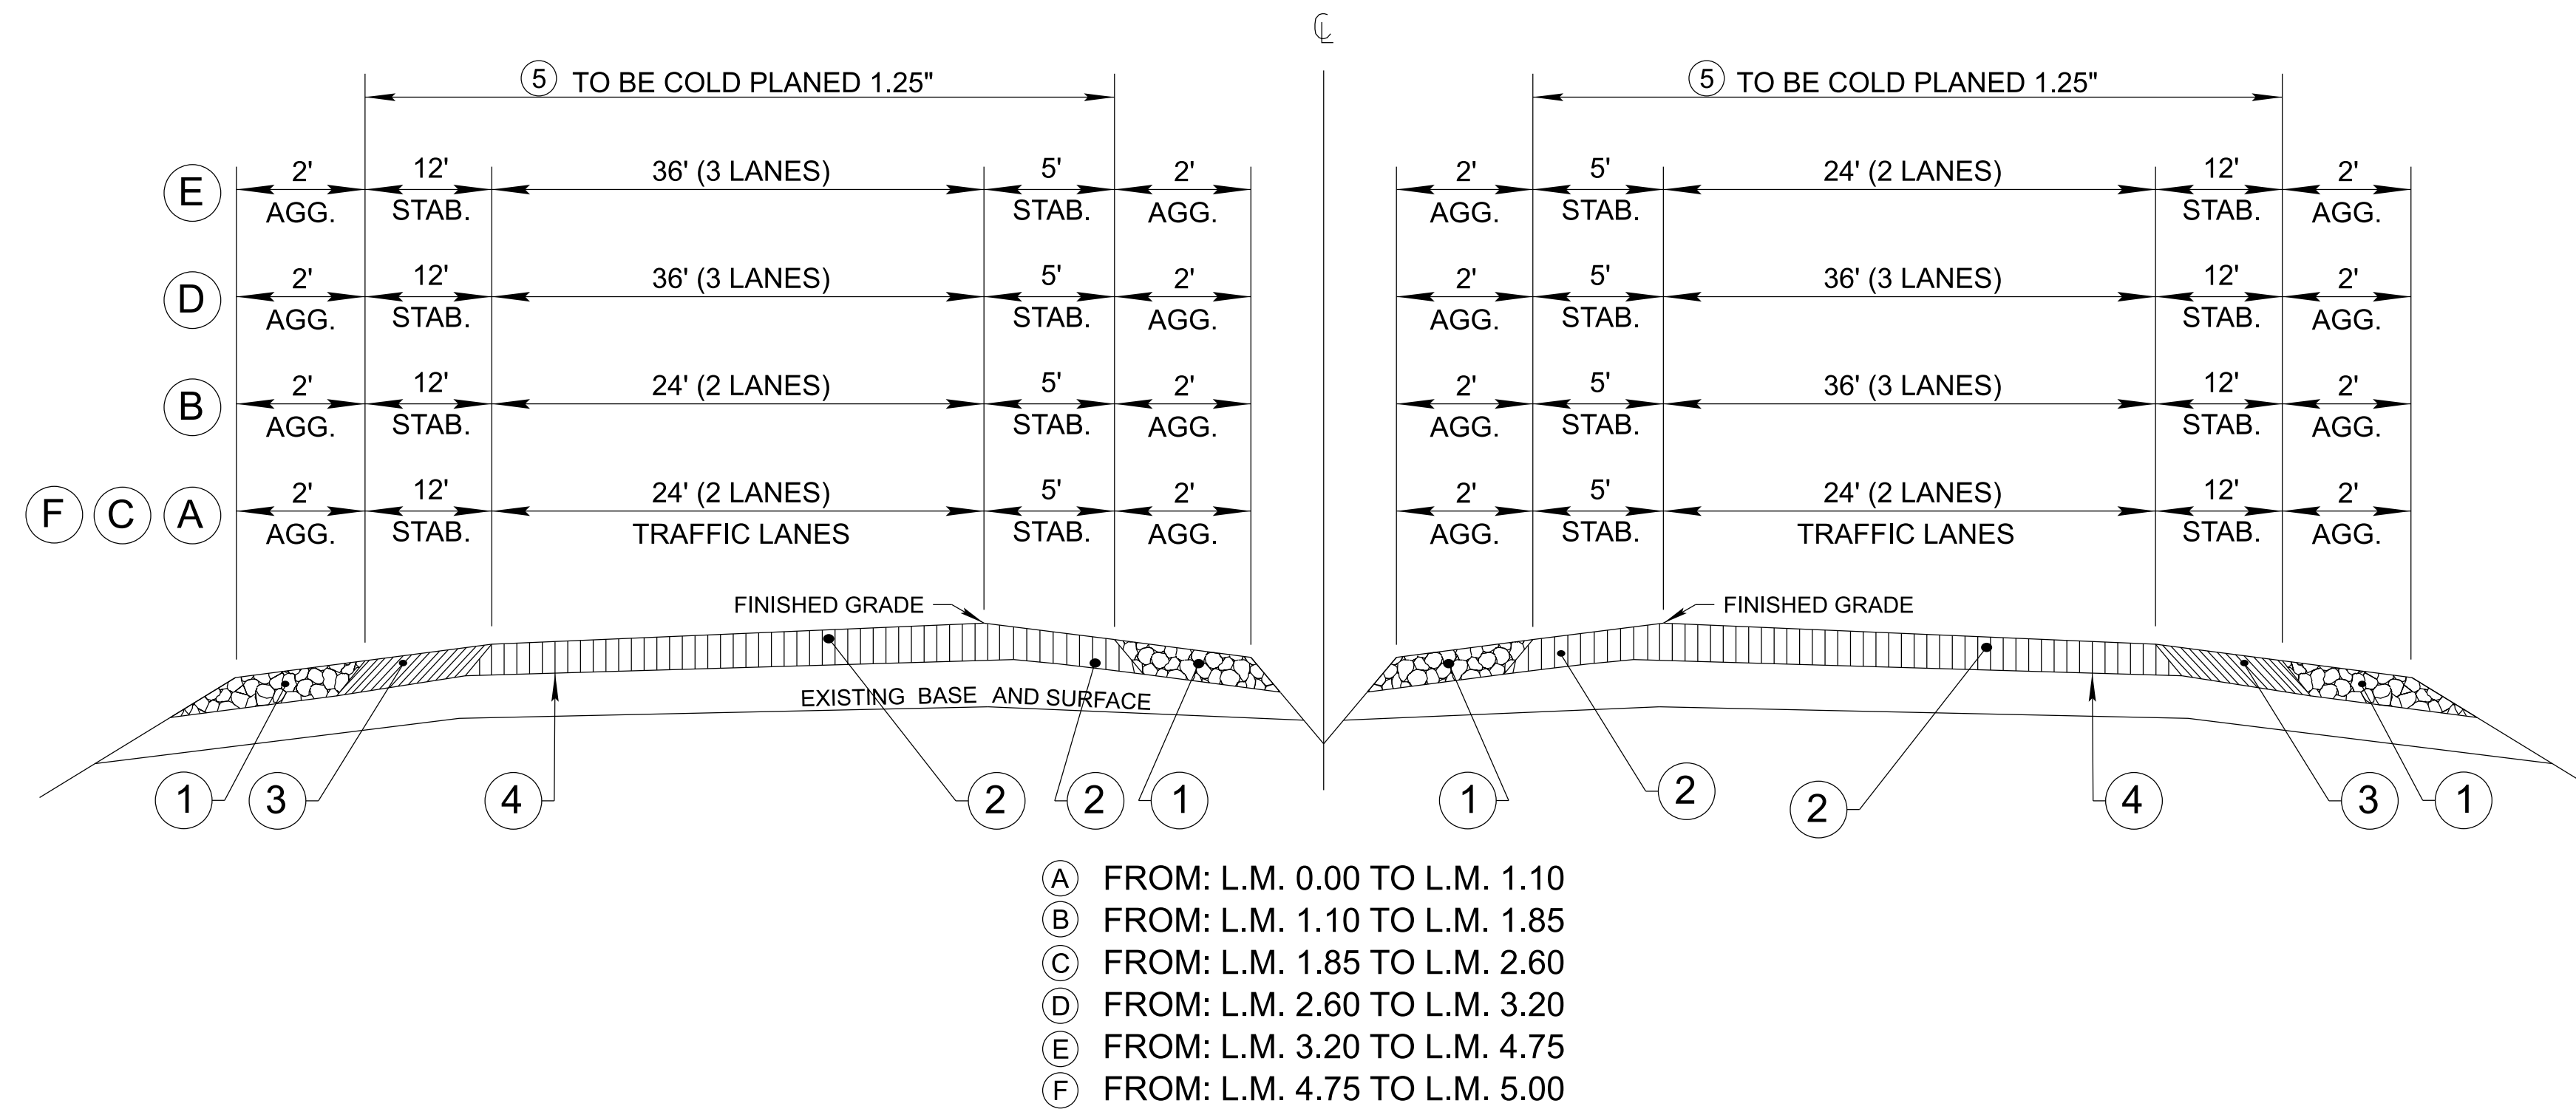 ℄
5 TO BE COLD PLANED 1.25" 5 TO BE COLD PLANED 1.25"
E 2' 12' 36' (3 LANES) 5' 2' 2' 5' 24' (2 LANES) 12' 2'
AGG. STAB. STAB. AGG. AGG. STAB. STAB. AGG.
D 2' 12' 36' (3 LANES) 5' 2' 2' 5' 36' (3 LANES) 12' 2'
AGG. STAB. STAB. AGG. AGG. STAB. STAB. AGG.
B 2' 12' 24' (2 LANES) 5' 2' 2' 5' 36' (3 LANES) 12' 2'
AGG. STAB. STAB. AGG. AGG. STAB. STAB. AGG.
F C A 2' 12' 24' (2 LANES) 5' 2' 2' 5' 24' (2 LANES) 12' 2'
AGG. STAB. TRAFFIC LANES STAB. AGG. AGG. STAB. TRAFFIC LANES STAB. AGG.
FINISHED GRADE FINISHED GRADE
EXISTING BASE AND SURFACE
1 3 4 2 2 1 1 2 2 4 3 1
A FROM: L.M. 0.00 TO L.M. 1.10
B FROM: L.M. 1.10 TO L.M. 1.85
C FROM: L.M. 1.85 TO L.M. 2.60
D FROM: L.M. 2.60 TO L.M. 3.20
E FROM: L.M. 3.20 TO L.M. 4.75
F FROM: L.M. 4.75 TO L.M. 5.00